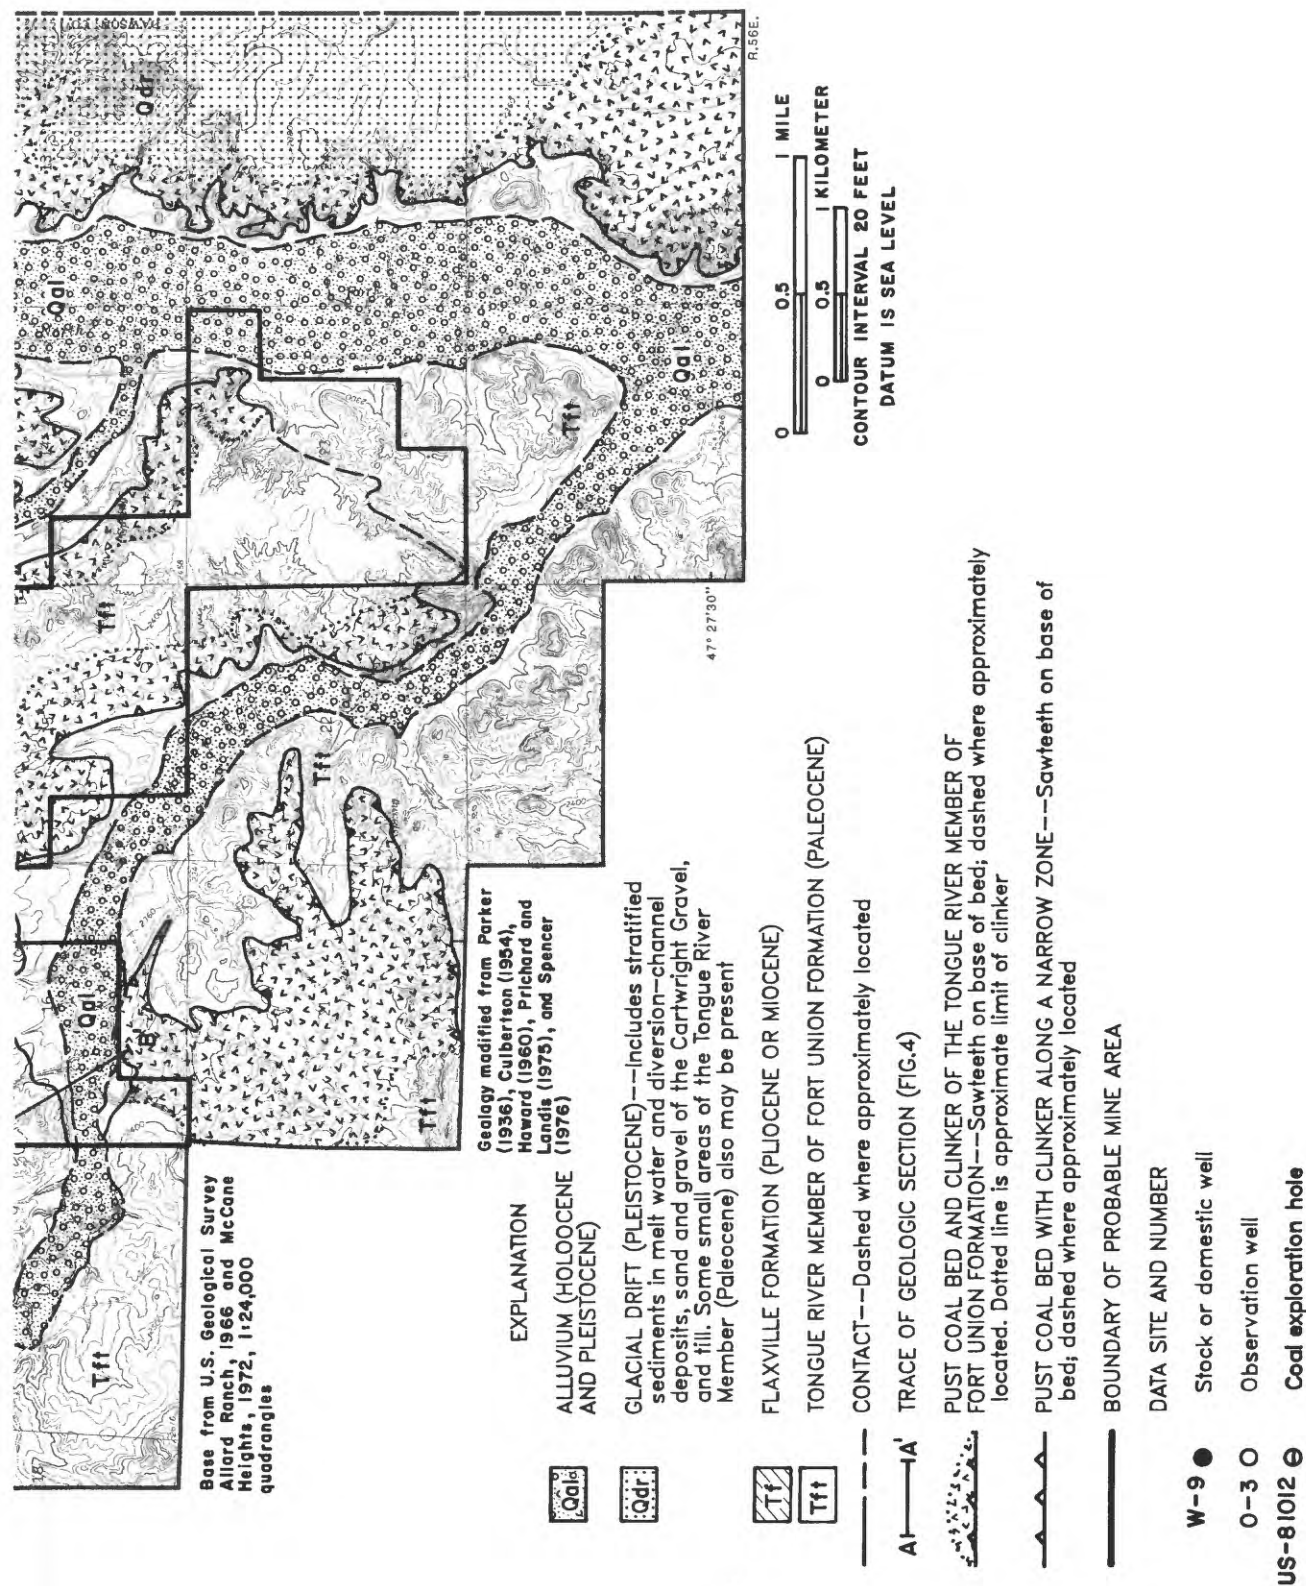 DAWSON CO
Qdr
R.56E.
Qal
Qal
Tft
Tft
Tft
22
Qal
B'
Tft
Tft
18
47° 27'30"
0 0.5 1 MILE
0 0.5 1 KILOMETER
CONTOUR INTERVAL 20 FEET
DATUM IS SEA LEVEL
Base from U.S. Geological Survey
Allard Ranch, 1966 and McCone
Heights, 1972, 1:24,000
quadrangles
Geology modified from Parker
(1936), Culbertson (1954),
Howard (1960), Prichard and
Landis (1975), and Spencer
(1976)
EXPLANATION
Qal
ALLUVIUM (HOLOOCENE
AND PLEISTOCENE)
Qdr
GLACIAL DRIFT (PLEISTOCENE)--Includes stratified
sediments in melt water and diversion-channel
deposits, sand and gravel of the Cartwright Gravel,
and till. Some small areas of the Tongue River
Member (Paleocene) also may be present
Tf
FLAXVILLE FORMATION (PLIOCENE OR MIOCENE)
Tft
TONGUE RIVER MEMBER OF FORT UNION FORMATION (PALEOCENE)
CONTACT--Dashed where approximately located
A A'
TRACE OF GEOLOGIC SECTION (FIG.4)
PUST COAL BED AND CLINKER OF THE TONGUE RIVER MEMBER OF
FORT UNION FORMATION--Sawteeth on base of bed; dashed where approximately
located. Dotted line is approximate limit of clinker
PUST COAL BED WITH CLINKER ALONG A NARROW ZONE--Sawteeth on base of
bed; dashed where approximately located
BOUNDARY OF PROBABLE MINE AREA
DATA SITE AND NUMBER
W-9 Stock or domestic well
O-3 Observation well
US-81012 Coal exploration hole